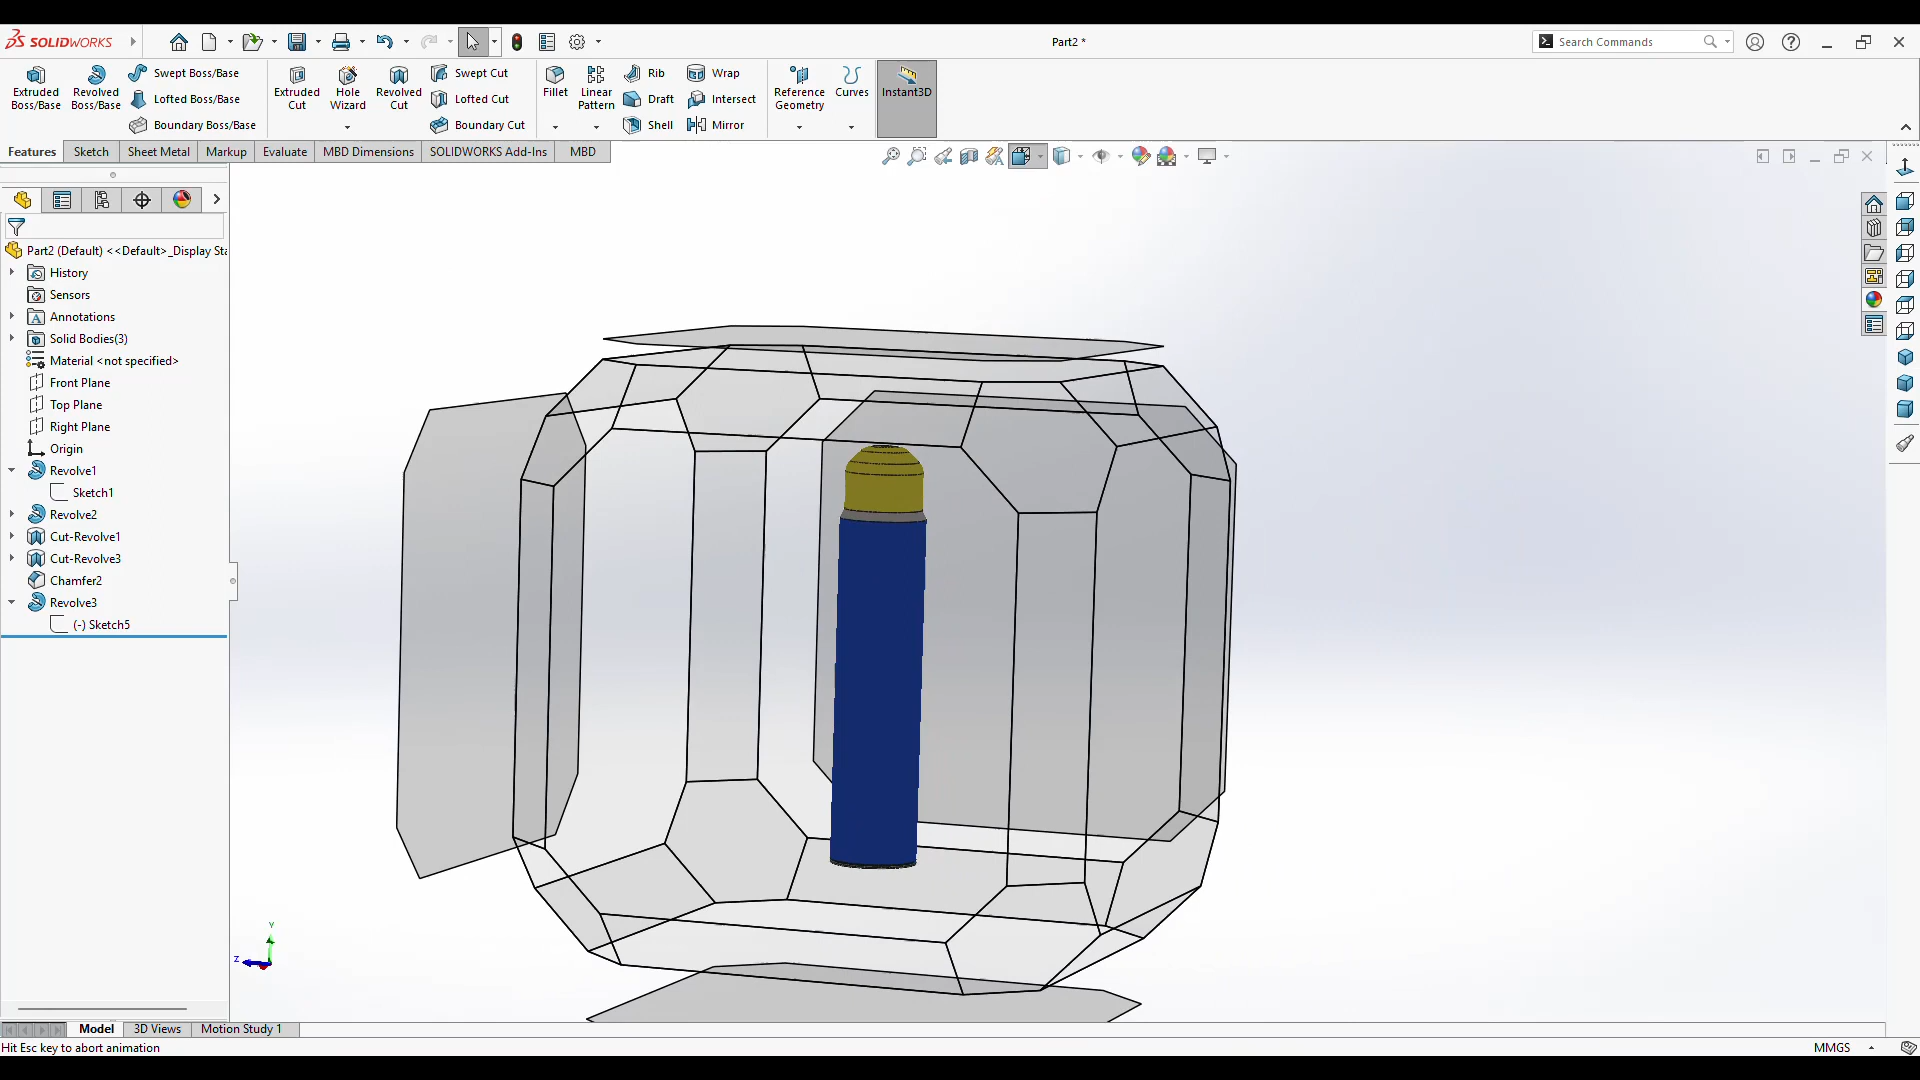 SOLIDWORKS
Part2 *
Search Commands
Extruded Boss/Base
Revolved Boss/Base
Swept Boss/Base
Lofted Boss/Base
Boundary Boss/Base
Extruded Cut
Hole Wizard
Revolved Cut
Swept Cut
Lofted Cut
Boundary Cut
Fillet
Linear Pattern
Rib
Draft
Shell
Wrap
Intersect
Mirror
Reference Geometry
Curves
Instant3D
Features
Sketch
Sheet Metal
Markup
Evaluate
MBD Dimensions
SOLIDWORKS Add-Ins
MBD
Part2 (Default) <<Default>_Display Sta
History
Sensors
Annotations
Solid Bodies(3)
Material <not specified>
Front Plane
Top Plane
Right Plane
Origin
Revolve1
Sketch1
Revolve2
Cut-Revolve1
Cut-Revolve3
Chamfer2
Revolve3
(-) Sketch5
Y
Z
Model
3D Views
Motion Study 1
Hit Esc key to abort animation
MMGS